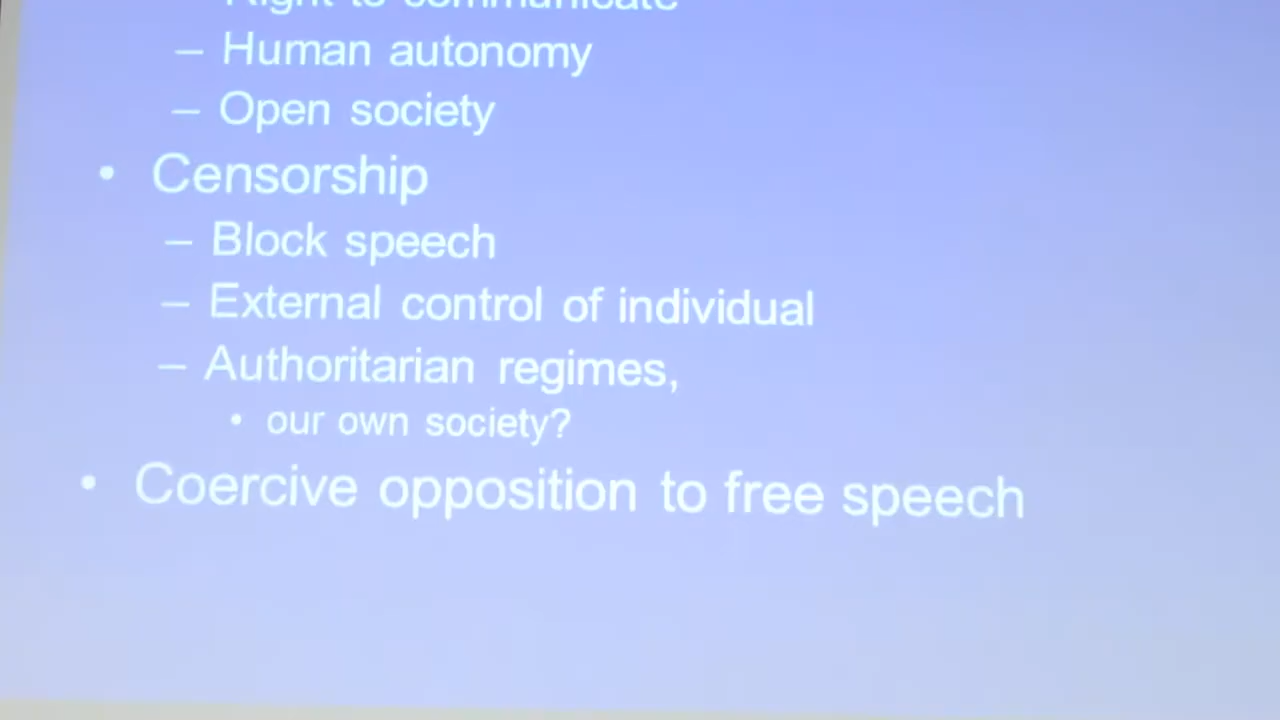 Right to communicate
– Human autonomy
– Open society
• Censorship
– Block speech
– External control of individual
– Authoritarian regimes,
• our own society?
• Coercive opposition to free speech